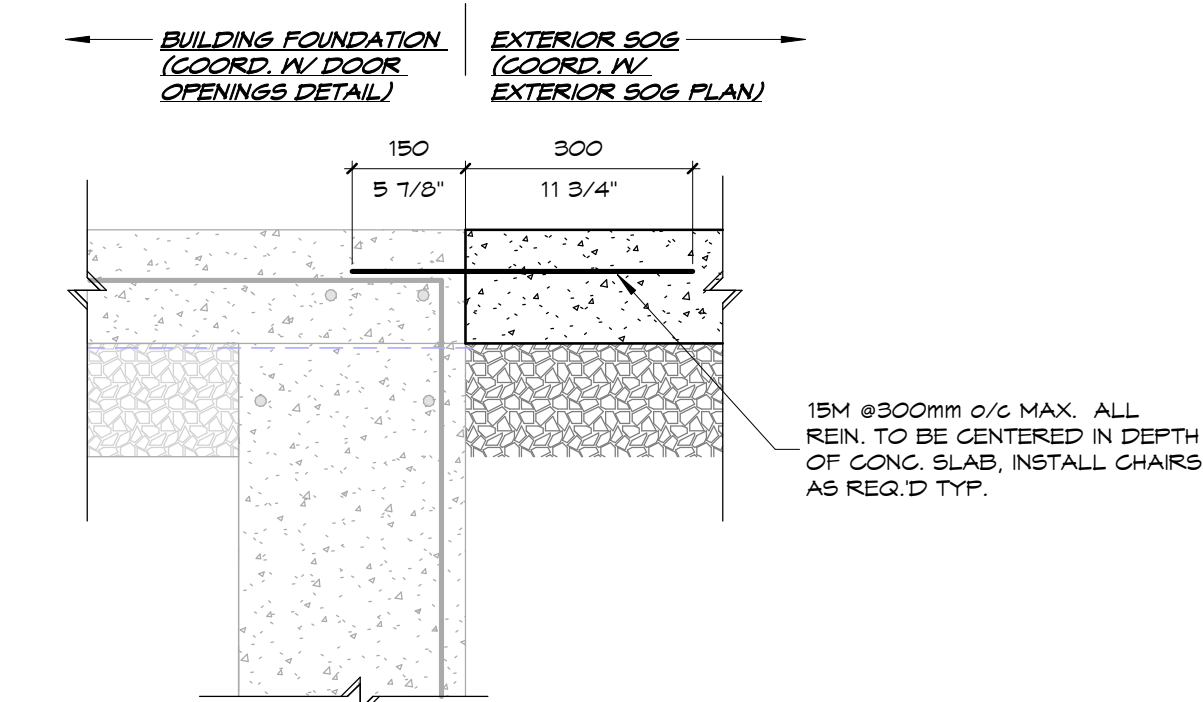 BUILDING FOUNDATION
(COORD. W/ DOOR
OPENINGS DETAIL)
EXTERIOR SOG
(COORD. W/
EXTERIOR SOG PLAN)
150
300
5 7/8"
11 3/4"
15M @300mm o/c MAX. ALL
REIN. TO BE CENTERED IN DEPTH
OF CONC. SLAB, INSTALL CHAIRS
AS REQ.'D TYP.